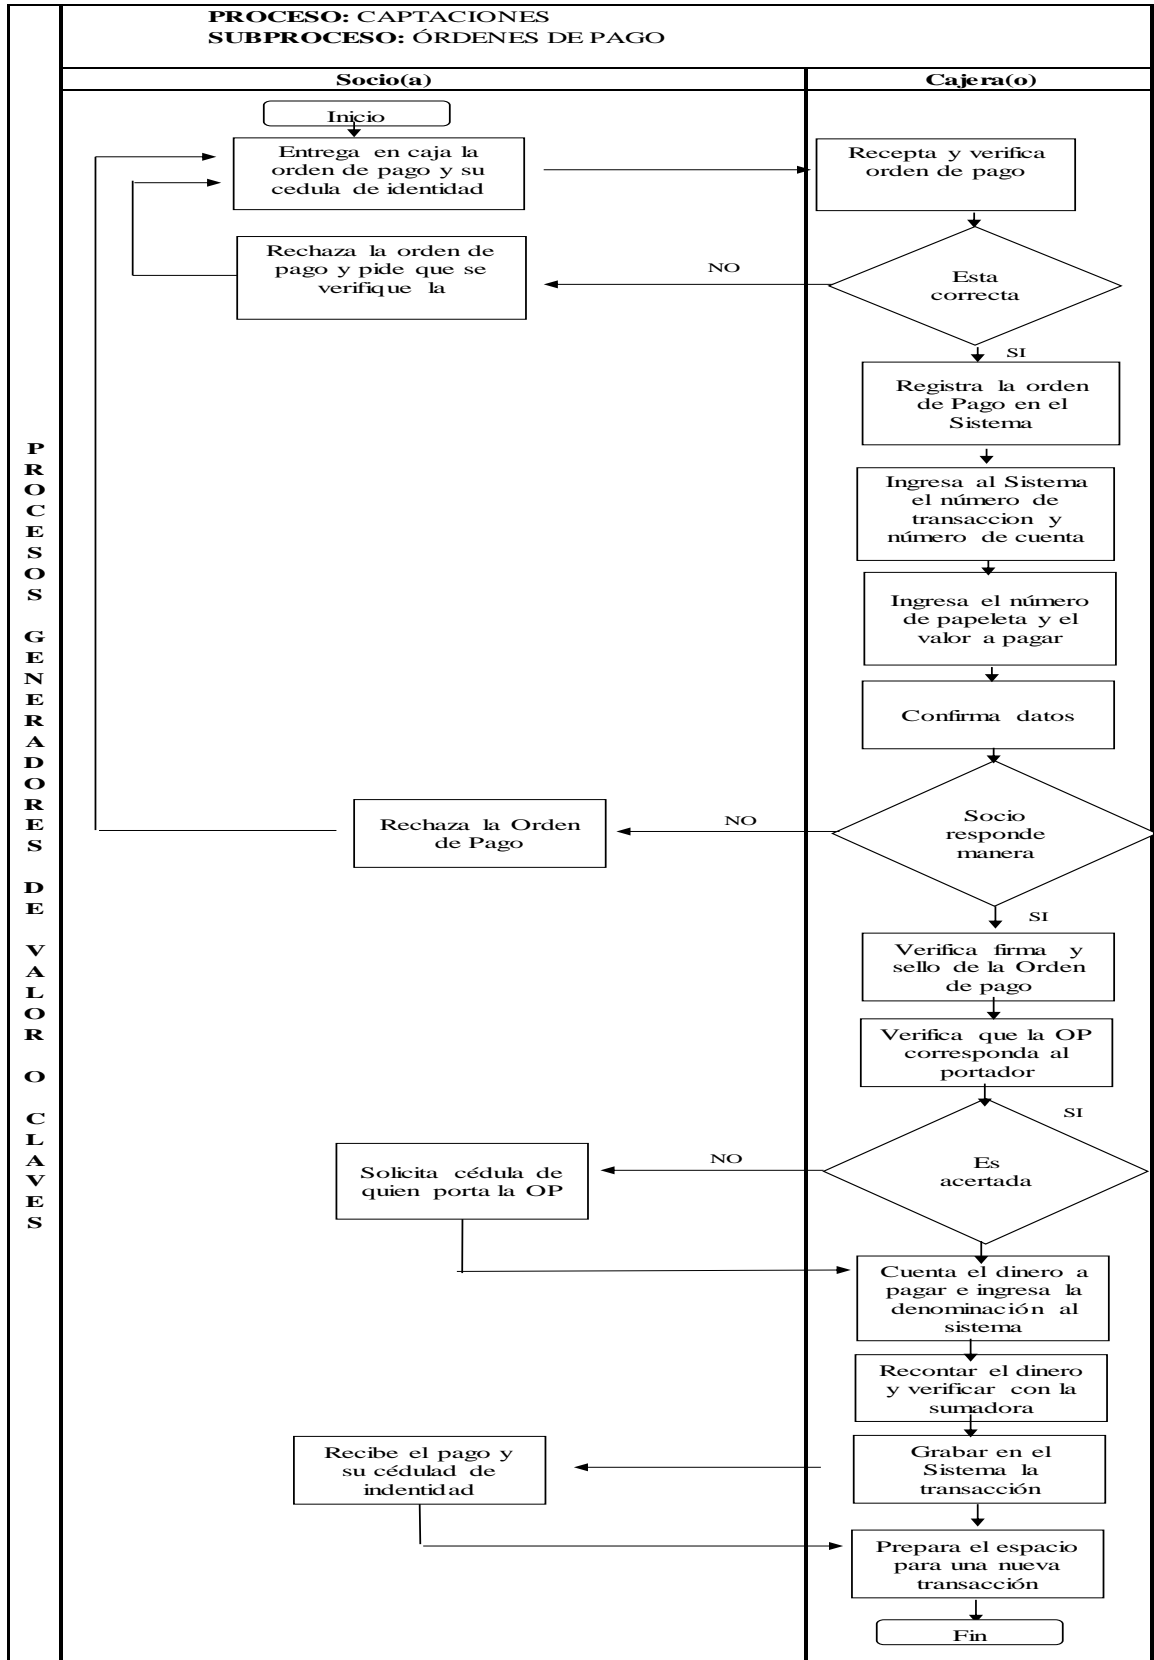 PROCESO: CAPTACIONES
SUBPROCESO: ÓRDENES DE PAGO
Socio(a)
Cajera(o)
Inicio
Entrega en caja la
orden de pago y su
cedula de identidad
Recepta y verifica
orden de pago
Rechaza la orden de
pago y pide que se
verifique la
NO
Esta
correcta
SI
Registra la orden
de Pago en el
Sistema
Ingresa al Sistema
el número de
transaccion y
número de cuenta
Ingresa el número
de papeleta y el
valor a pagar
Confirma datos
Rechaza la Orden
de Pago
NO
Socio
responde
manera
SI
Verifica firma y
sello de la Orden
de pago
Verifica que la OP
corresponda al
portador
SI
Solicita cédula de
quien porta la OP
NO
Es
acertada
Cuenta el dinero a
pagar e ingresa la
denominación al
sistema
Recontar el dinero
y verificar con la
sumadora
Recibe el pago y
su cédulad de
indentidad
Grabar en el
Sistema la
transacción
Prepara el espacio
para una nueva
transacción
Fin
PROCESOS GENERADORES DE VALOR O CLAVES